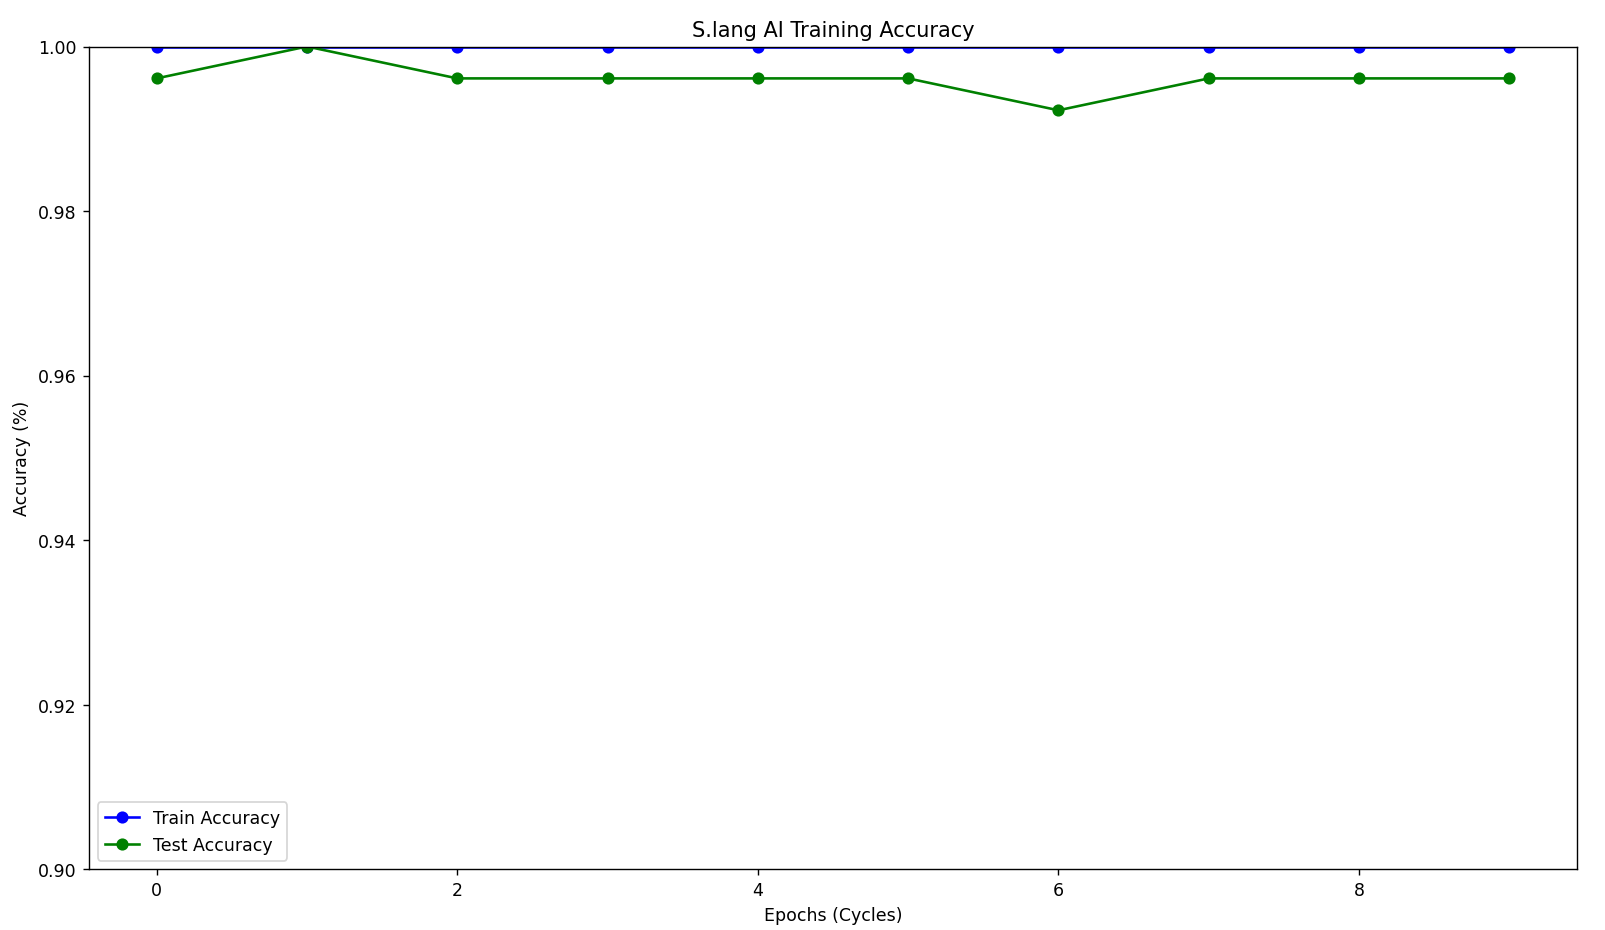 S.lang AI Training Accuracy
1.00
0.98
0.96
0.94
0.92
0.90
Accuracy (%)
Train Accuracy
Test Accuracy
0 2 4 6 8
Epochs (Cycles)